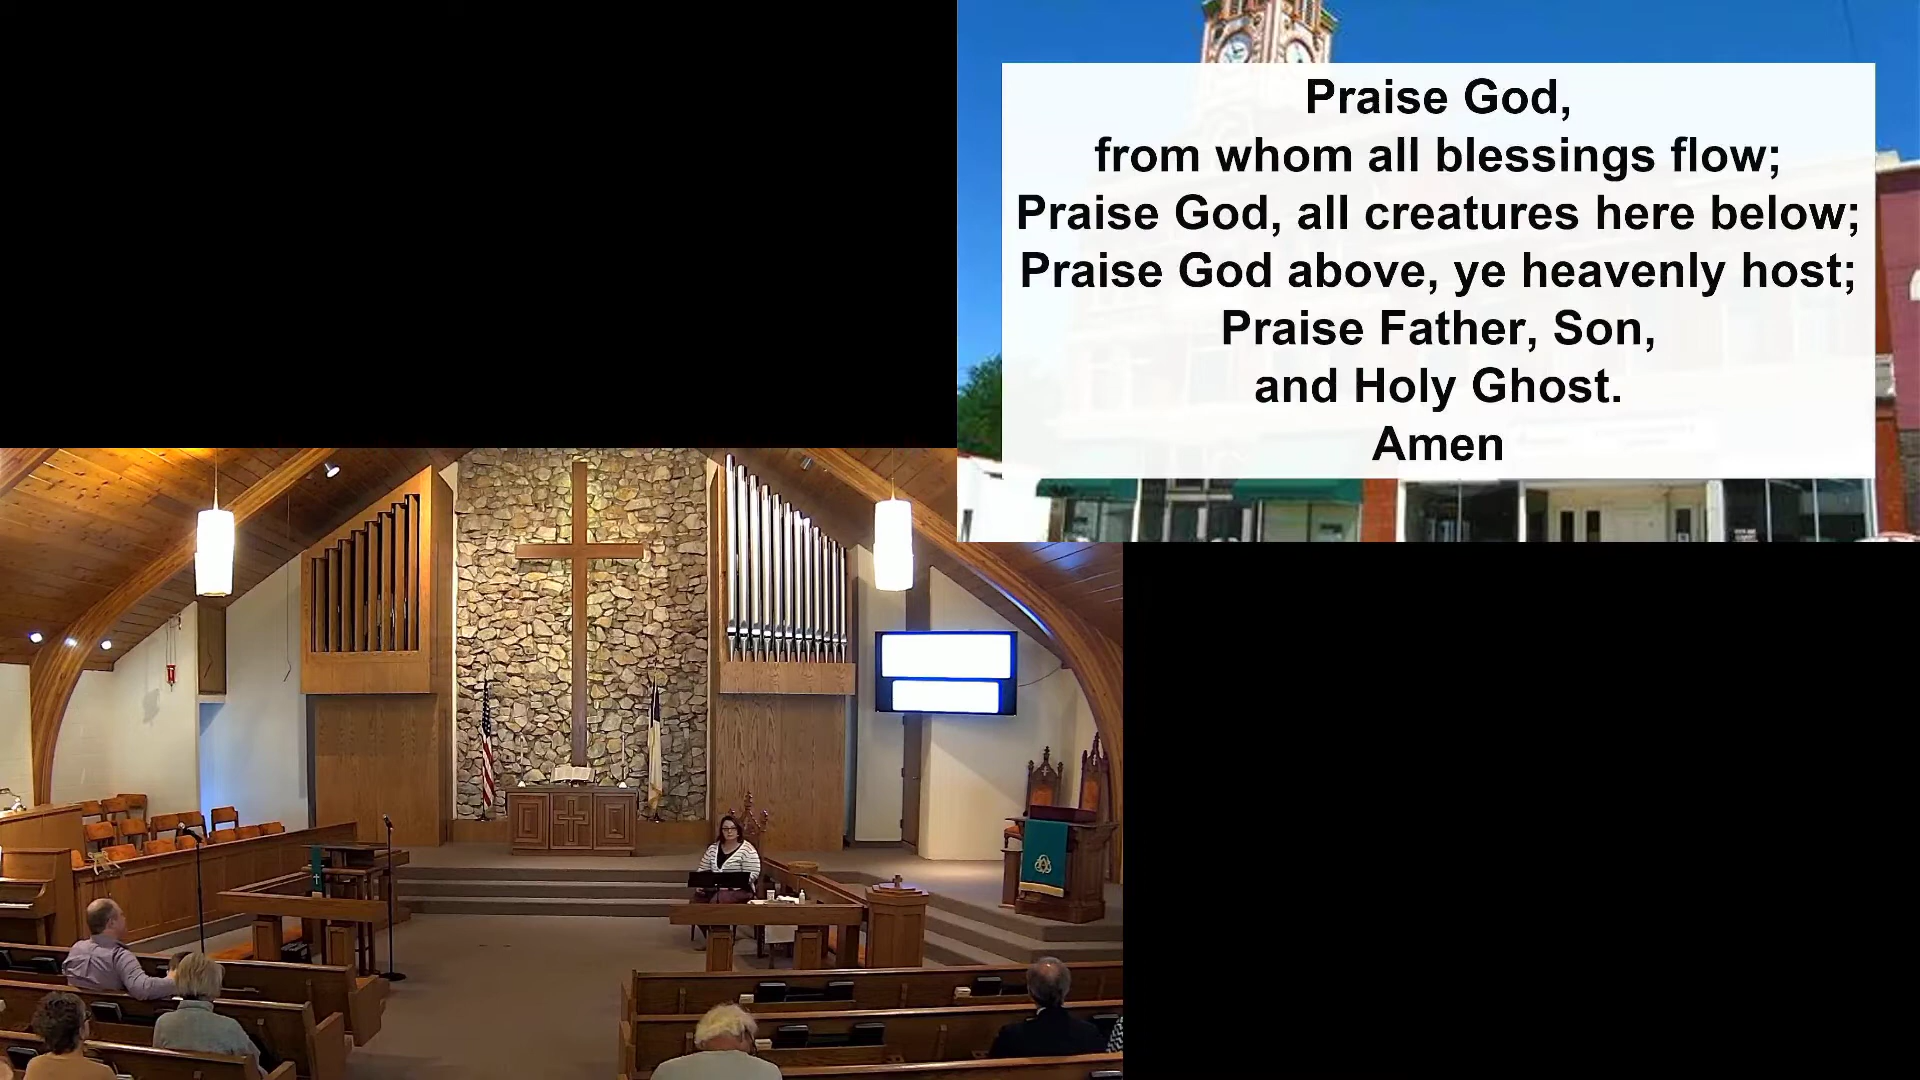 Praise God,
from whom all blessings flow;
Praise God, all creatures here below;
Praise God above, ye heavenly host;
Praise Father, Son,
and Holy Ghost.
Amen